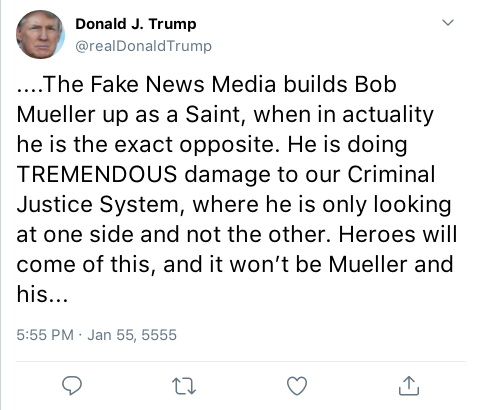 Donald J. Trump
@realDonaldTrump
....The Fake News Media builds Bob
Mueller up as a Saint, when in actuality
he is the exact opposite. He is doing
TREMENDOUS damage to our Criminal
Justice System, where he is only looking
at one side and not the other. Heroes will
come of this, and it won’t be Mueller and
his...
5:55 PM · Jan 55, 5555